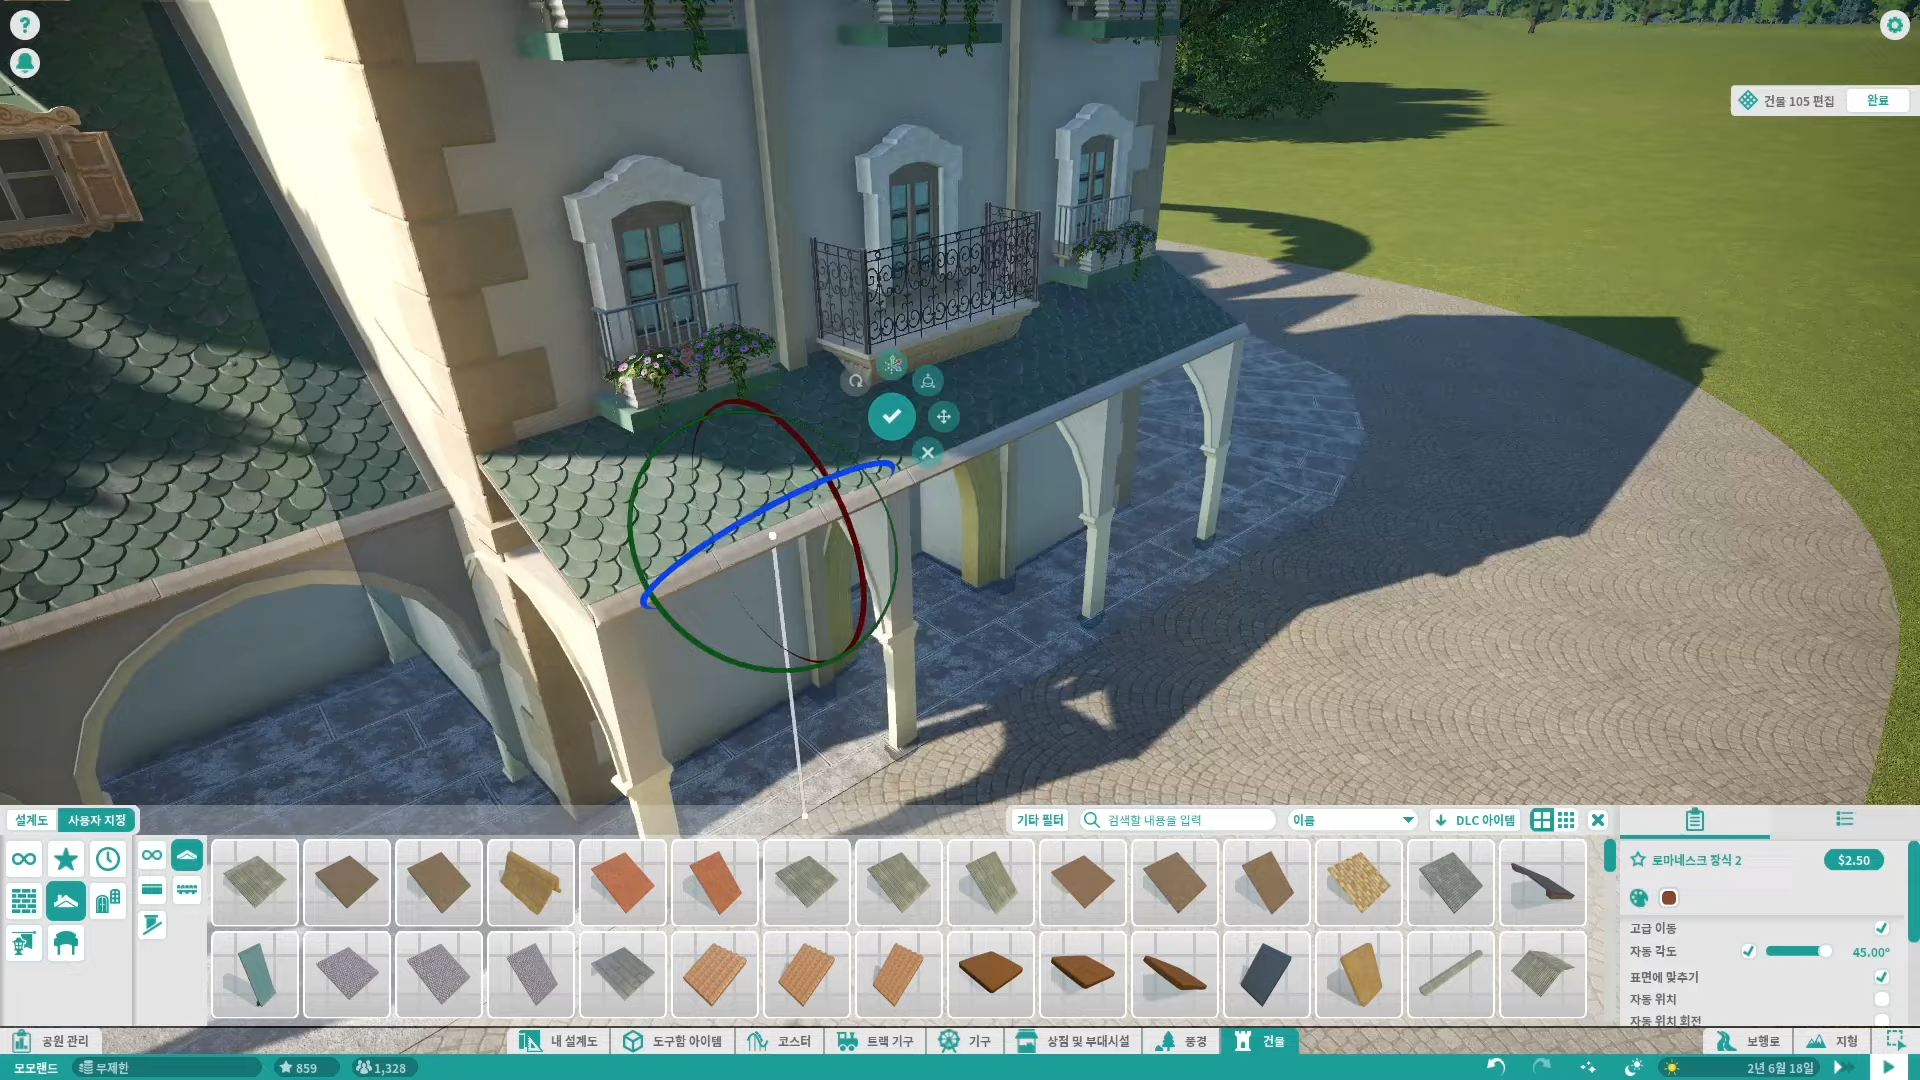 ?
건물 105 편집
완료
설계도
사용자 지정
기타 필터
검색할 내용을 입력
이름
DLC 아이템
로마네스크 장식 2
$2.50
고급 이동
자동 각도
45.00°
표면에 맞추기
자동 위치
자동 위치 회전
공원 관리
내 설계도
도구함 아이템
코스터
트랙 기구
기구
상점 및 부대시설
풍경
건물
보행로
지형
모모랜드
무제한
859
1,328
2년 6월 18일